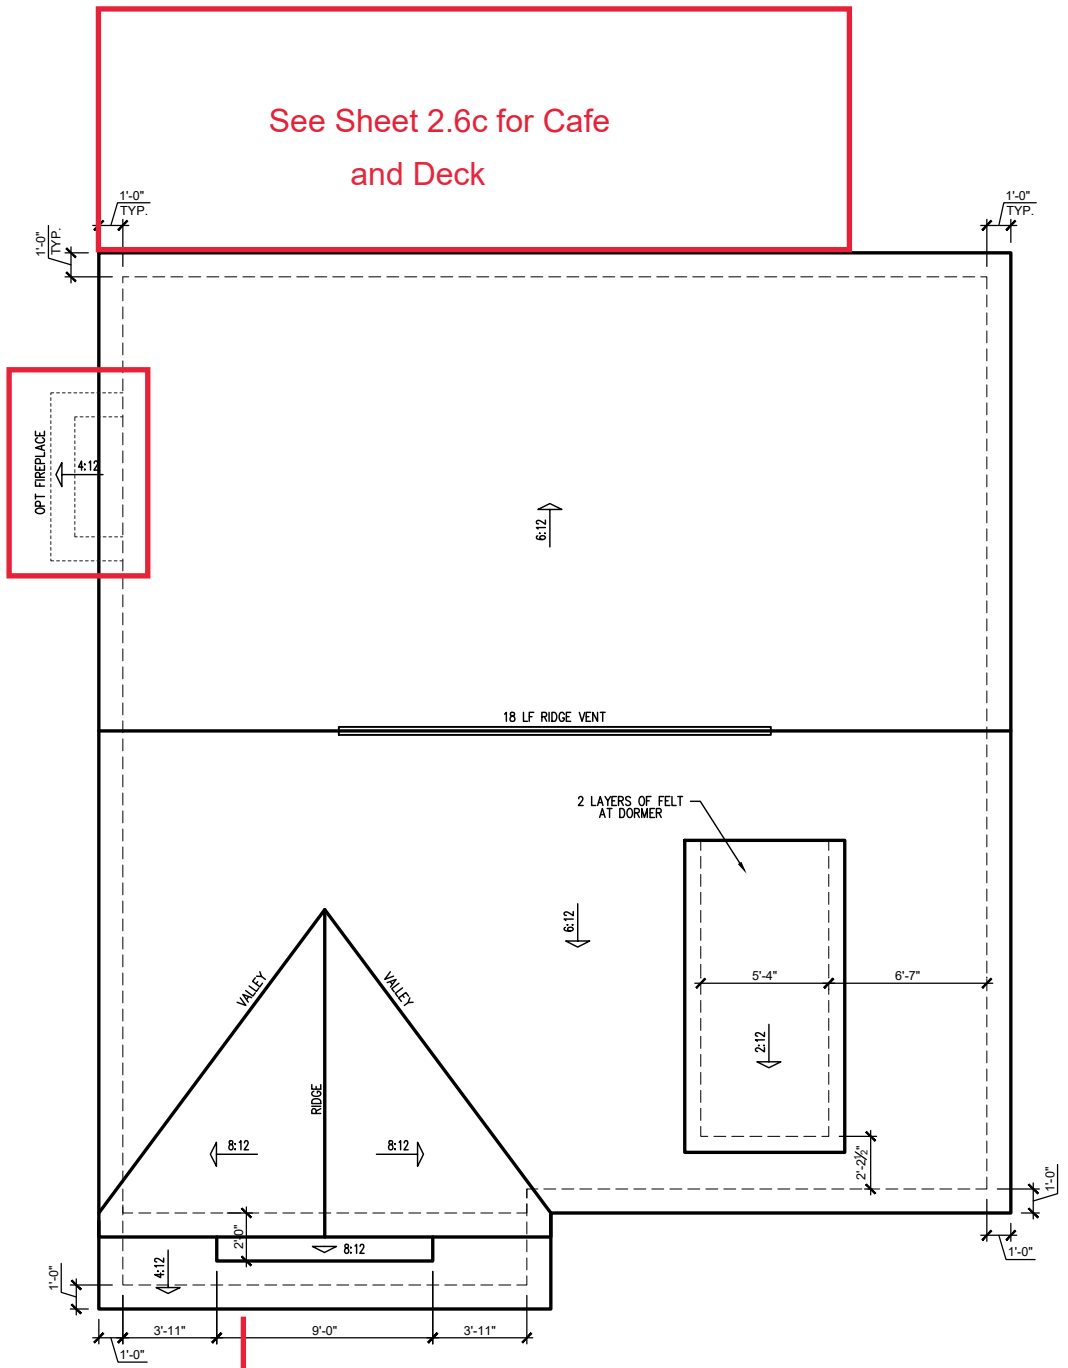 See Sheet 2.6c for Cafe
and Deck
1'-0"
TYP.
1'-0"
TYP.
1'-0"
TYP.
OPT FIREPLACE
4:12
6:12
18 LF RIDGE VENT
2 LAYERS OF FELT
AT DORMER
6:12
VALLEY
VALLEY
5'-4"
6'-7"
2:12
RIDGE
8:12
8:12
2'-2½"
1'-0"
2'-0"
8:12
4:12
1'-0"
1'-0"
3'-11"
9'-0"
3'-11"
1'-0"